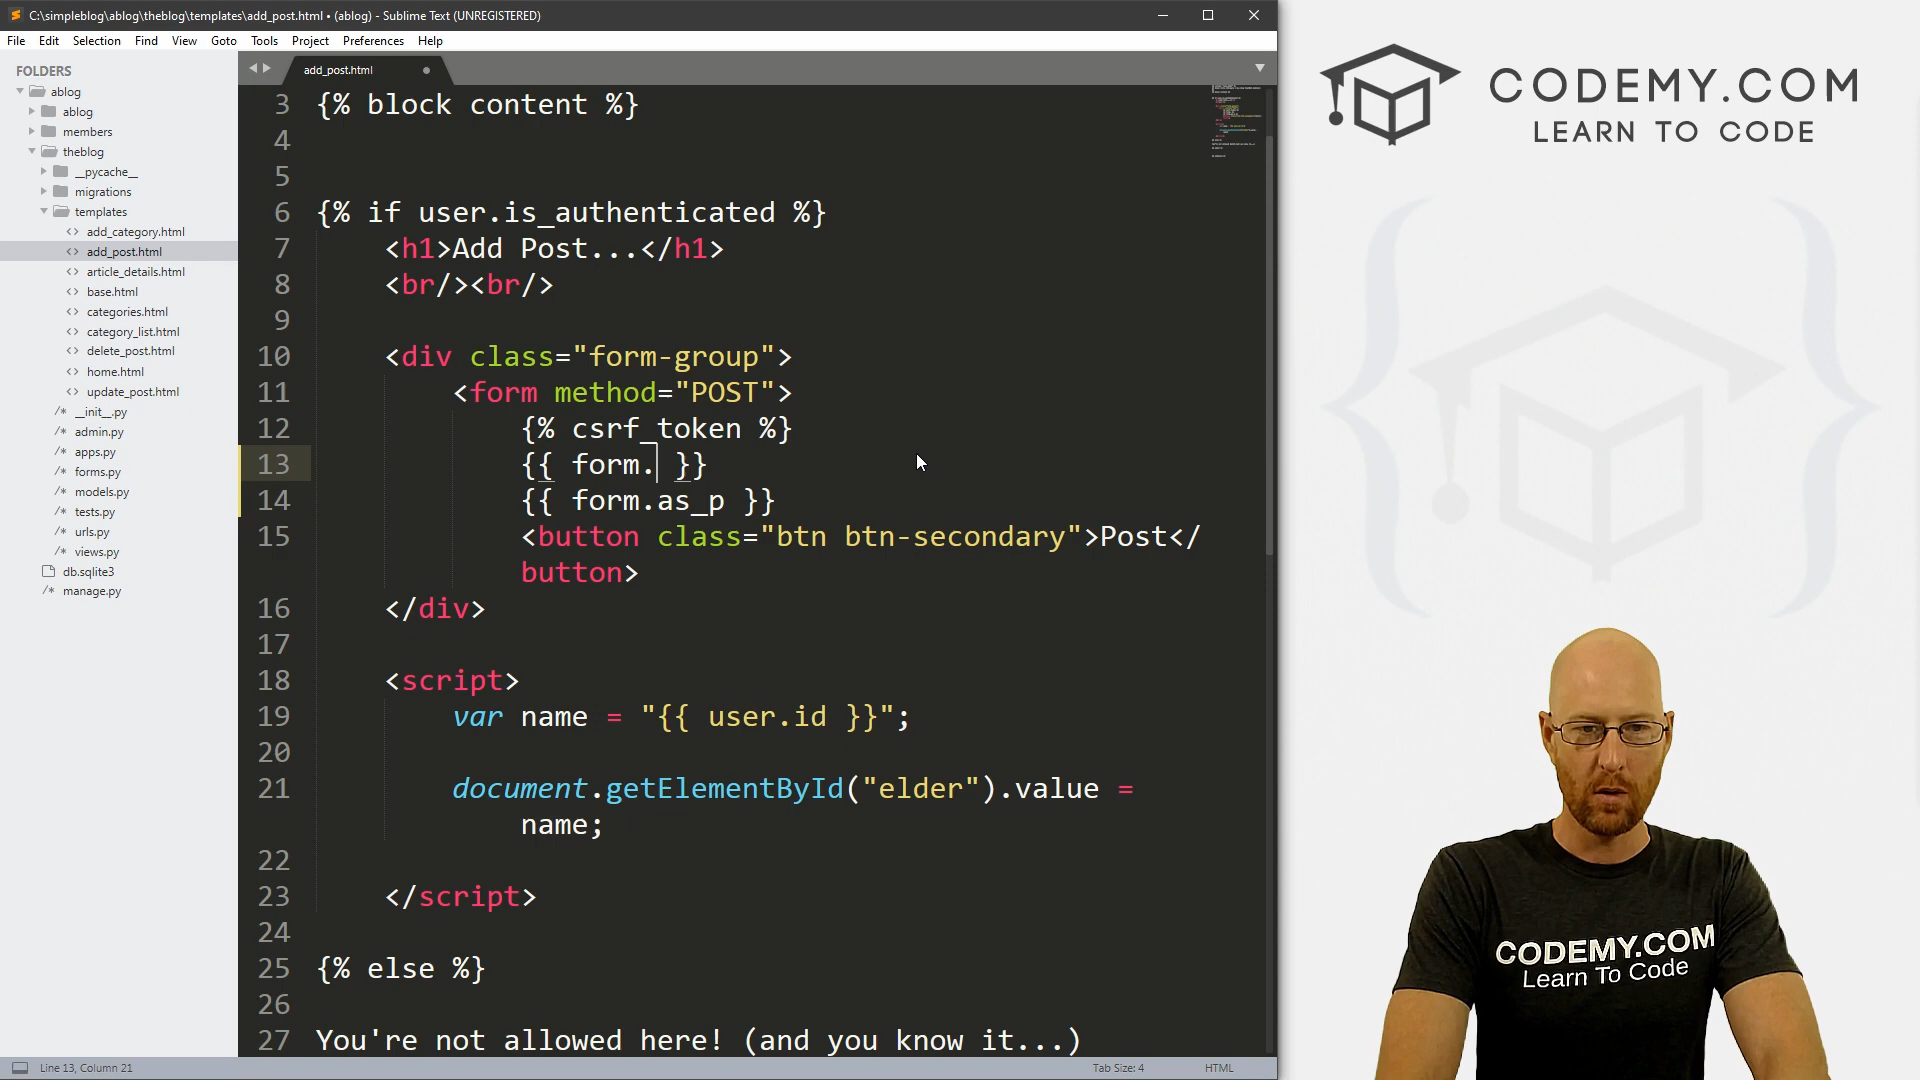 C:\simpleblog\ablog\theblog\templates\add_post.html • (ablog) - Sublime Text (UNREGISTERED)
File Edit Selection Find View Goto Tools Project Preferences Help
FOLDERS
ablog
ablog
members
theblog
__pycache__
migrations
templates
add_category.html
add_post.html
article_details.html
base.html
categories.html
category_list.html
delete_post.html
home.html
update_post.html
__init__.py
admin.py
apps.py
forms.py
models.py
tests.py
urls.py
views.py
db.sqlite3
manage.py
add_post.html
3 {% block content %}
4
5
6 {% if user.is_authenticated %}
7 <h1>Add Post...</h1>
8 <br/><br/>
9
10 <div class="form-group">
11 <form method="POST">
12 {% csrf_token %}
13 {{ form. }}
14 {{ form.as_p }}
15 <button class="btn btn-secondary">Post</
button>
16 </div>
17
18 <script>
19 var name = "{{ user.id }}";
20
21 document.getElementById("elder").value =
name;
22
23 </script>
24
25 {% else %}
26
27 You're not allowed here! (and you know it...)
Line 13, Column 21
Tab Size: 4
HTML
CODEMY.COM
LEARN TO CODE
CODEMY.COM
Learn To Code